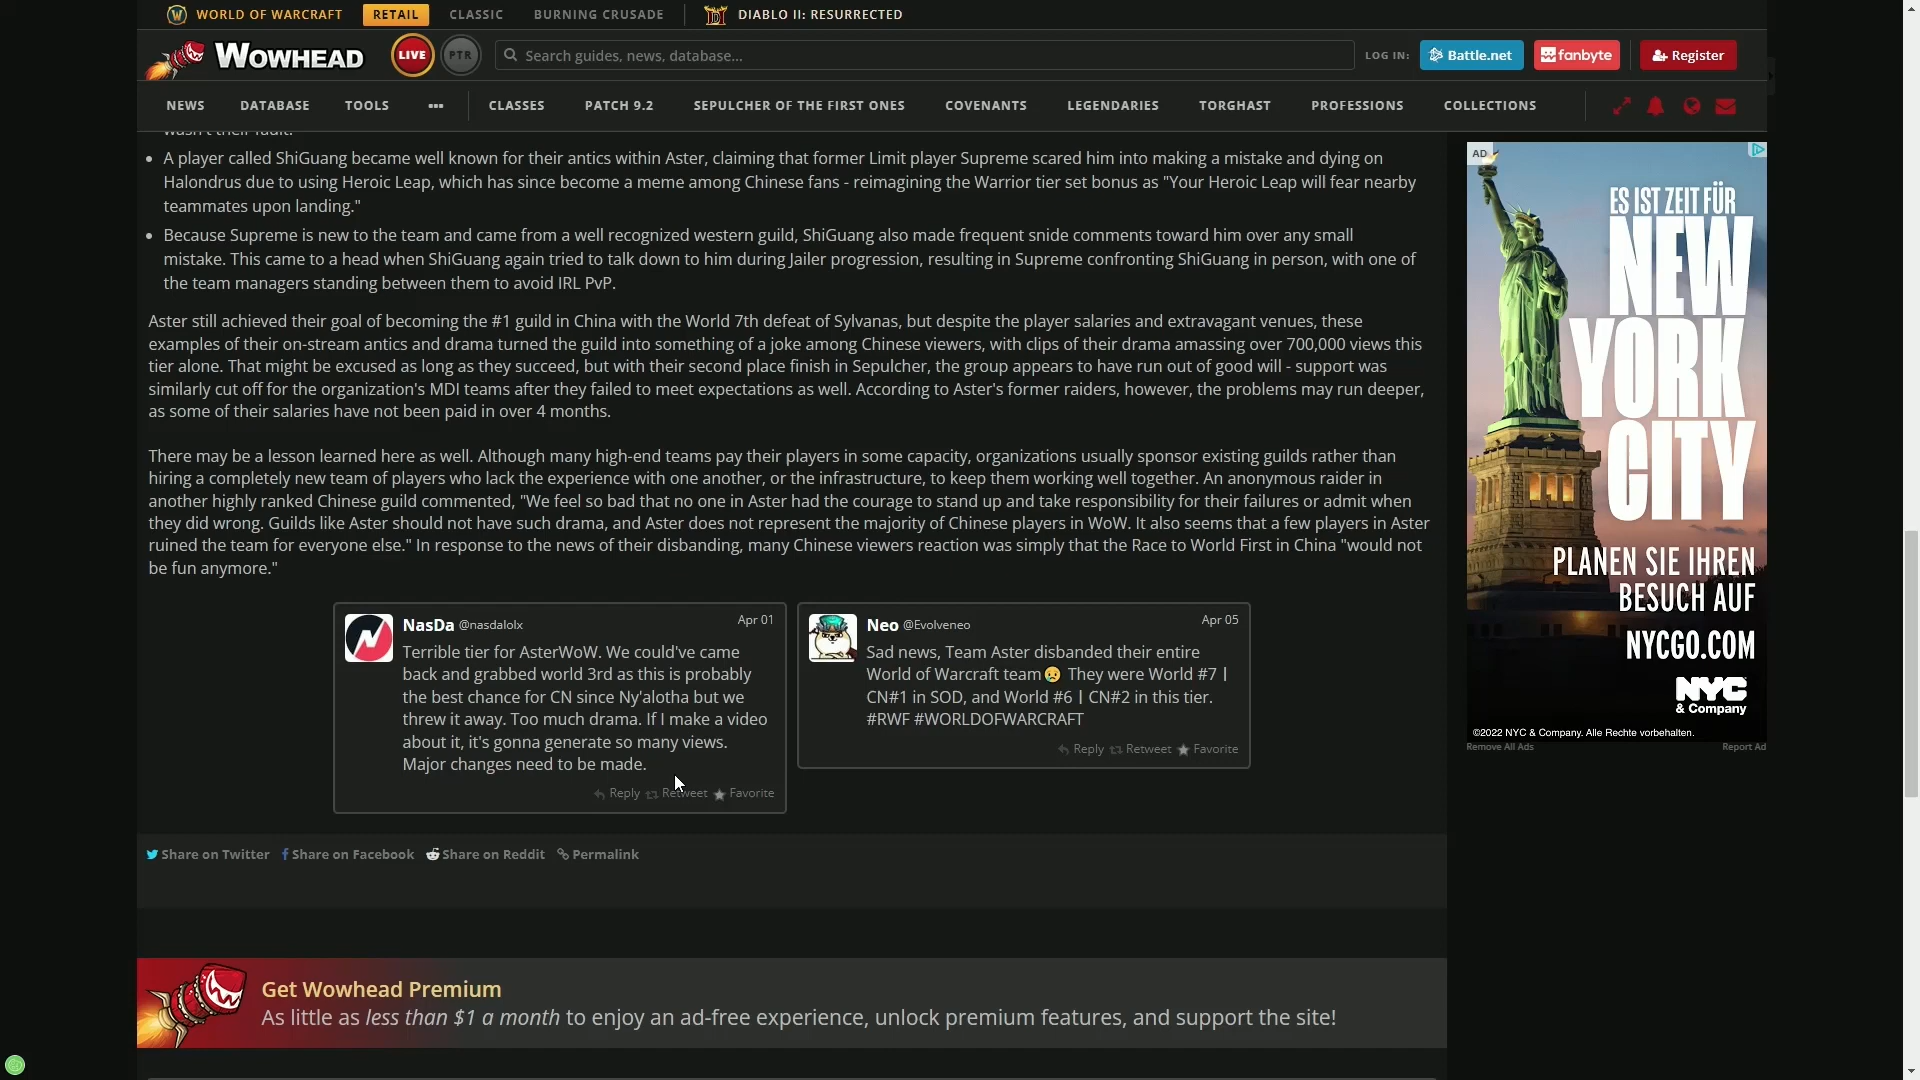 WORLD OF WARCRAFT RETAIL CLASSIC BURNING CRUSADE DIABLO II: RESURRECTED
WOWHEAD LIVE PTR Search guides, news, database... LOG IN: Battle.net fanbyte Register
NEWS DATABASE TOOLS ••• CLASSES PATCH 9.2 SEPULCHER OF THE FIRST ONES COVENANTS LEGENDARIES TORGHAST PROFESSIONS COLLECTIONS
wasn't their fault.
• A player called ShiGuang became well known for their antics within Aster, claiming that former Limit player Supreme scared him into making a mistake and dying on
Halondrus due to using Heroic Leap, which has since become a meme among Chinese fans - reimagining the Warrior tier set bonus as "Your Heroic Leap will fear nearby
teammates upon landing."
• Because Supreme is new to the team and came from a well recognized western guild, ShiGuang also made frequent snide comments toward him over any small
mistake. This came to a head when ShiGuang again tried to talk down to him during Jailer progression, resulting in Supreme confronting ShiGuang in person, with one of
the team managers standing between them to avoid IRL PvP.
Aster still achieved their goal of becoming the #1 guild in China with the World 7th defeat of Sylvanas, but despite the player salaries and extravagant venues, these
examples of their on-stream antics and drama turned the guild into something of a joke among Chinese viewers, with clips of their drama amassing over 700,000 views this
tier alone. That might be excused as long as they succeed, but with their second place finish in Sepulcher, the group appears to have run out of good will - support was
similarly cut off for the organization's MDI teams after they failed to meet expectations as well. According to Aster's former raiders, however, the problems may run deeper,
as some of their salaries have not been paid in over 4 months.
There may be a lesson learned here as well. Although many high-end teams pay their players in some capacity, organizations usually sponsor existing guilds rather than
hiring a completely new team of players who lack the experience with one another, or the infrastructure, to keep them working well together. An anonymous raider in
another highly ranked Chinese guild commented, "We feel so bad that no one in Aster had the courage to stand up and take responsibility for their failures or admit when
they did wrong. Guilds like Aster should not have such drama, and Aster does not represent the majority of Chinese players in WoW. It also seems that a few players in Aster
ruined the team for everyone else." In response to the news of their disbanding, many Chinese viewers reaction was simply that the Race to World First in China "would not
be fun anymore."
NasDa @nasdalolx Apr 01
Terrible tier for AsterWoW. We could've came
back and grabbed world 3rd as this is probably
the best chance for CN since Ny'alotha but we
threw it away. Too much drama. If I make a video
about it, it's gonna generate so many views.
Major changes need to be made.
Reply Retweet Favorite
Neo @Evolveneo Apr 05
Sad news, Team Aster disbanded their entire
World of Warcraft team😥 They were World #7 |
CN#1 in SOD, and World #6 | CN#2 in this tier.
#RWF #WORLDOFWARCRAFT
Reply Retweet Favorite
Share on Twitter Share on Facebook Share on Reddit Permalink
Get Wowhead Premium
As little as less than $1 a month to enjoy an ad-free experience, unlock premium features, and support the site!
AD
ES IST ZEIT FÜR
NEW
YORK
CITY
PLANEN SIE IHREN
BESUCH AUF
NYCGO.COM
NYC
& Company
©2022 NYC & Company. Alle Rechte vorbehalten.
Remove All Ads Report Ad